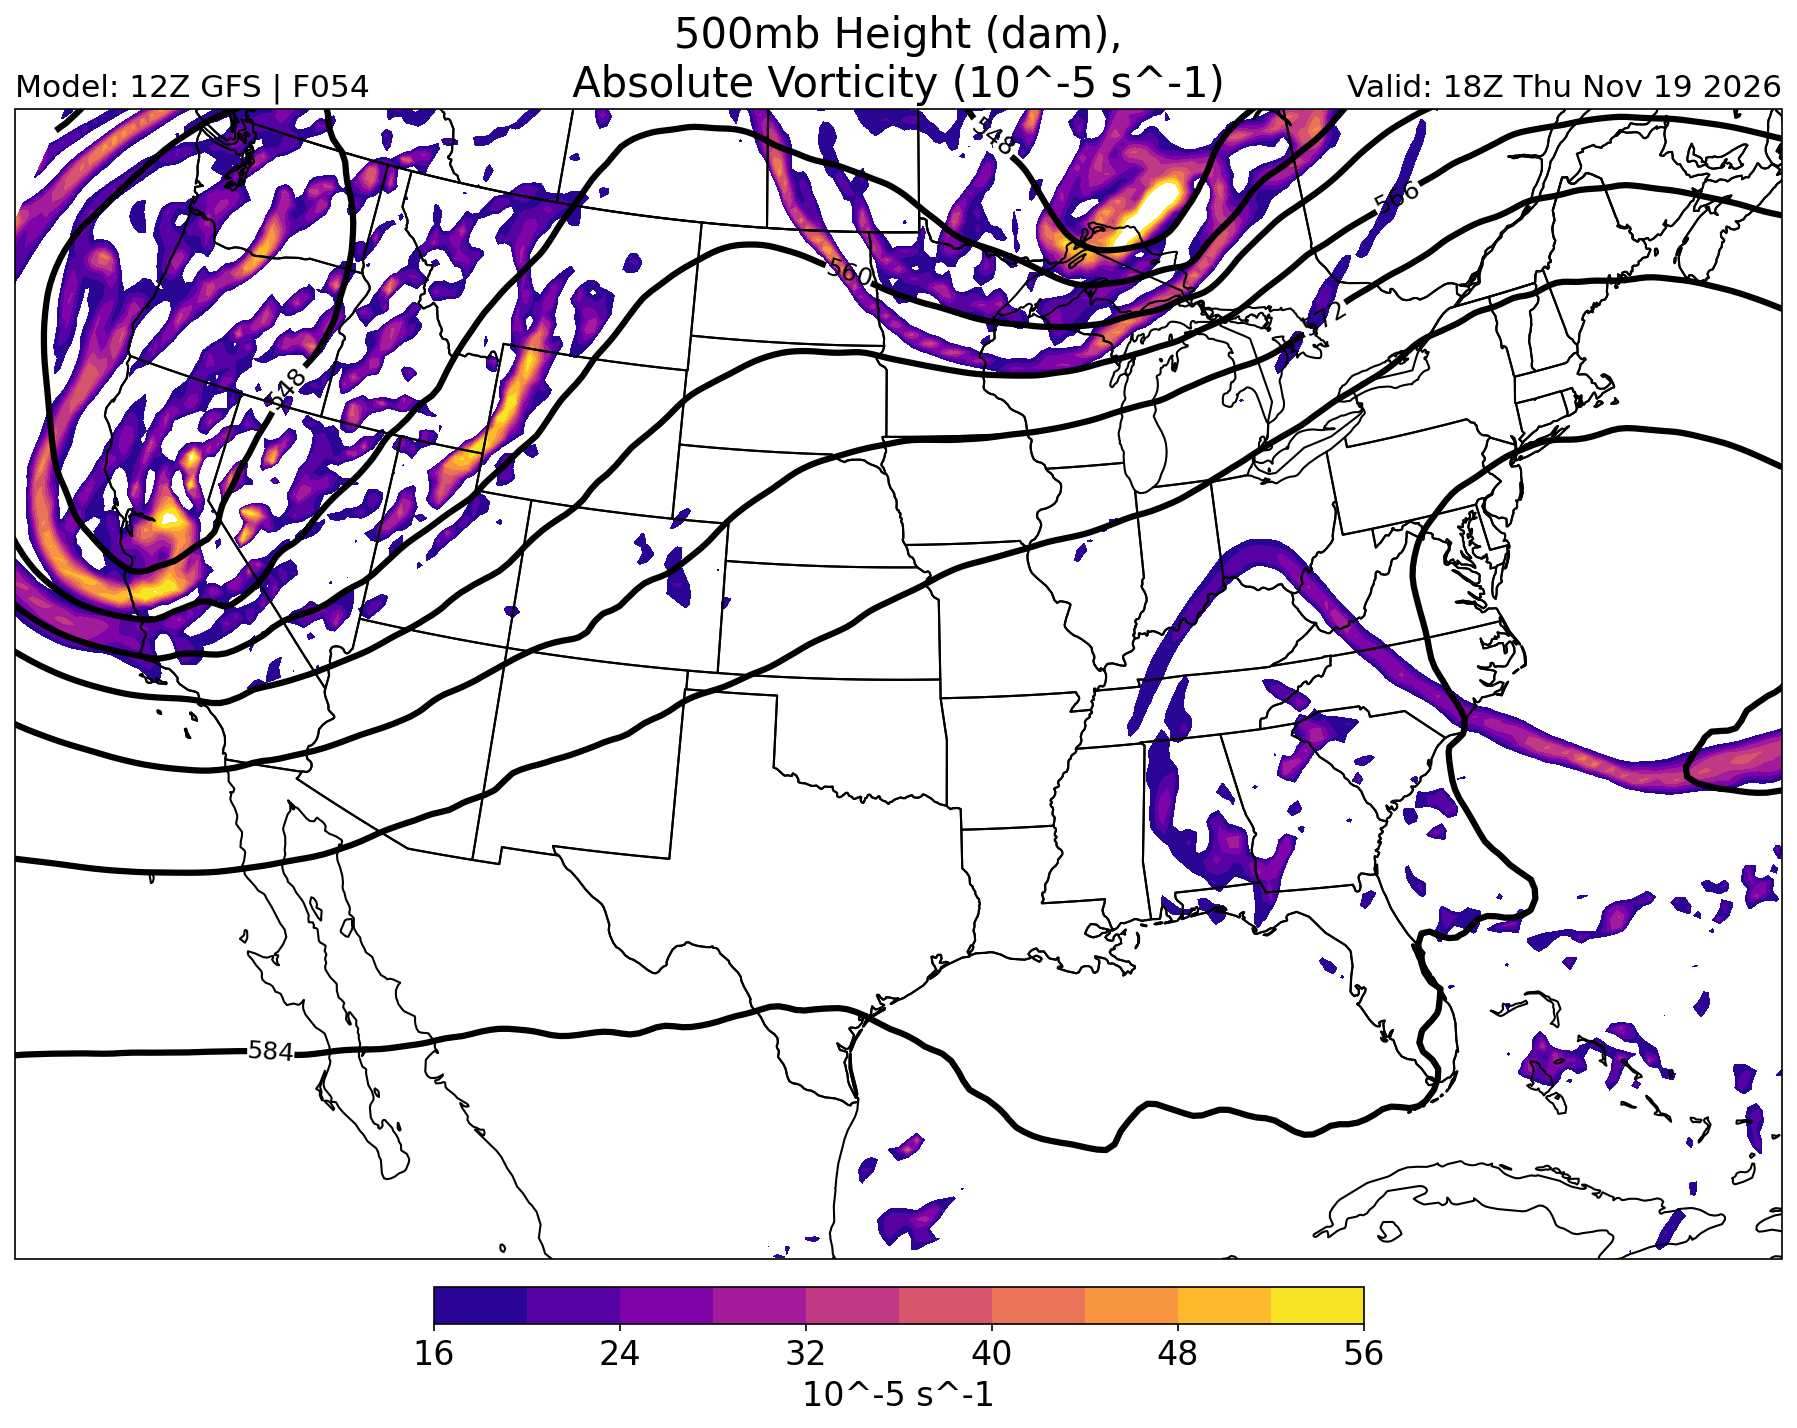 500mb Height (dam),
Absolute Vorticity (10^-5 s^-1)
Model: 12Z GFS | F054
Valid: 18Z Thu Nov 19 2026
548
566
560
548
584
16 24 32 40 48 56
10^-5 s^-1